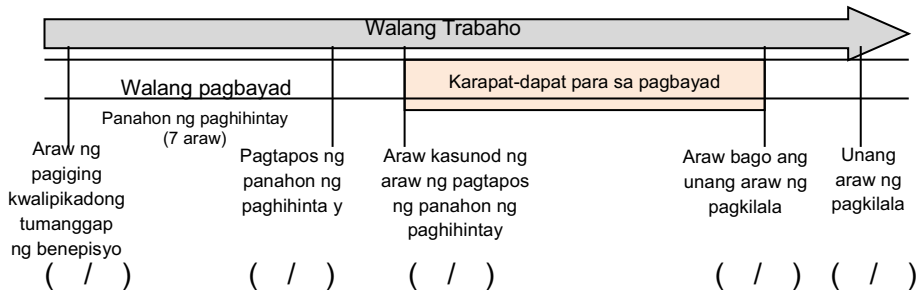 Walang Trabaho
Walang pagbayad
Karapat-dapat para sa pagbayad
Panahon ng paghihintay
(7 araw)
Araw ng
pagiging
kwalipikadong
tumanggap
ng benepisyo
Pagtapos ng
panahon ng
paghihinta y
Araw kasunod ng
araw ng pagtapos
ng panahon ng
paghihintay
Araw bago ang
unang araw ng
pagkilala
Unang
araw ng
pagkilala
( / )
( / )
( / )
( / )
( / )